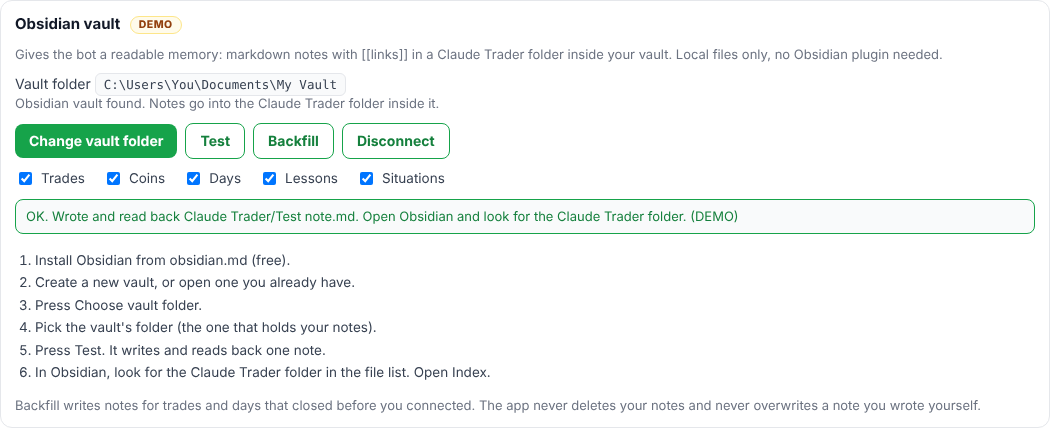 Obsidian vault DEMO
Gives the bot a readable memory: markdown notes with [[links]] in a Claude Trader folder inside your vault. Local files only, no Obsidian plugin needed.
Vault folder C:\Users\You\Documents\My Vault
Obsidian vault found. Notes go into the Claude Trader folder inside it.
Change vault folder Test Backfill Disconnect
Trades Coins Days Lessons Situations
OK. Wrote and read back Claude Trader/Test note.md. Open Obsidian and look for the Claude Trader folder. (DEMO)
1. Install Obsidian from obsidian.md (free).
2. Create a new vault, or open one you already have.
3. Press Choose vault folder.
4. Pick the vault's folder (the one that holds your notes).
5. Press Test. It writes and reads back one note.
6. In Obsidian, look for the Claude Trader folder in the file list. Open Index.
Backfill writes notes for trades and days that closed before you connected. The app never deletes your notes and never overwrites a note you wrote yourself.